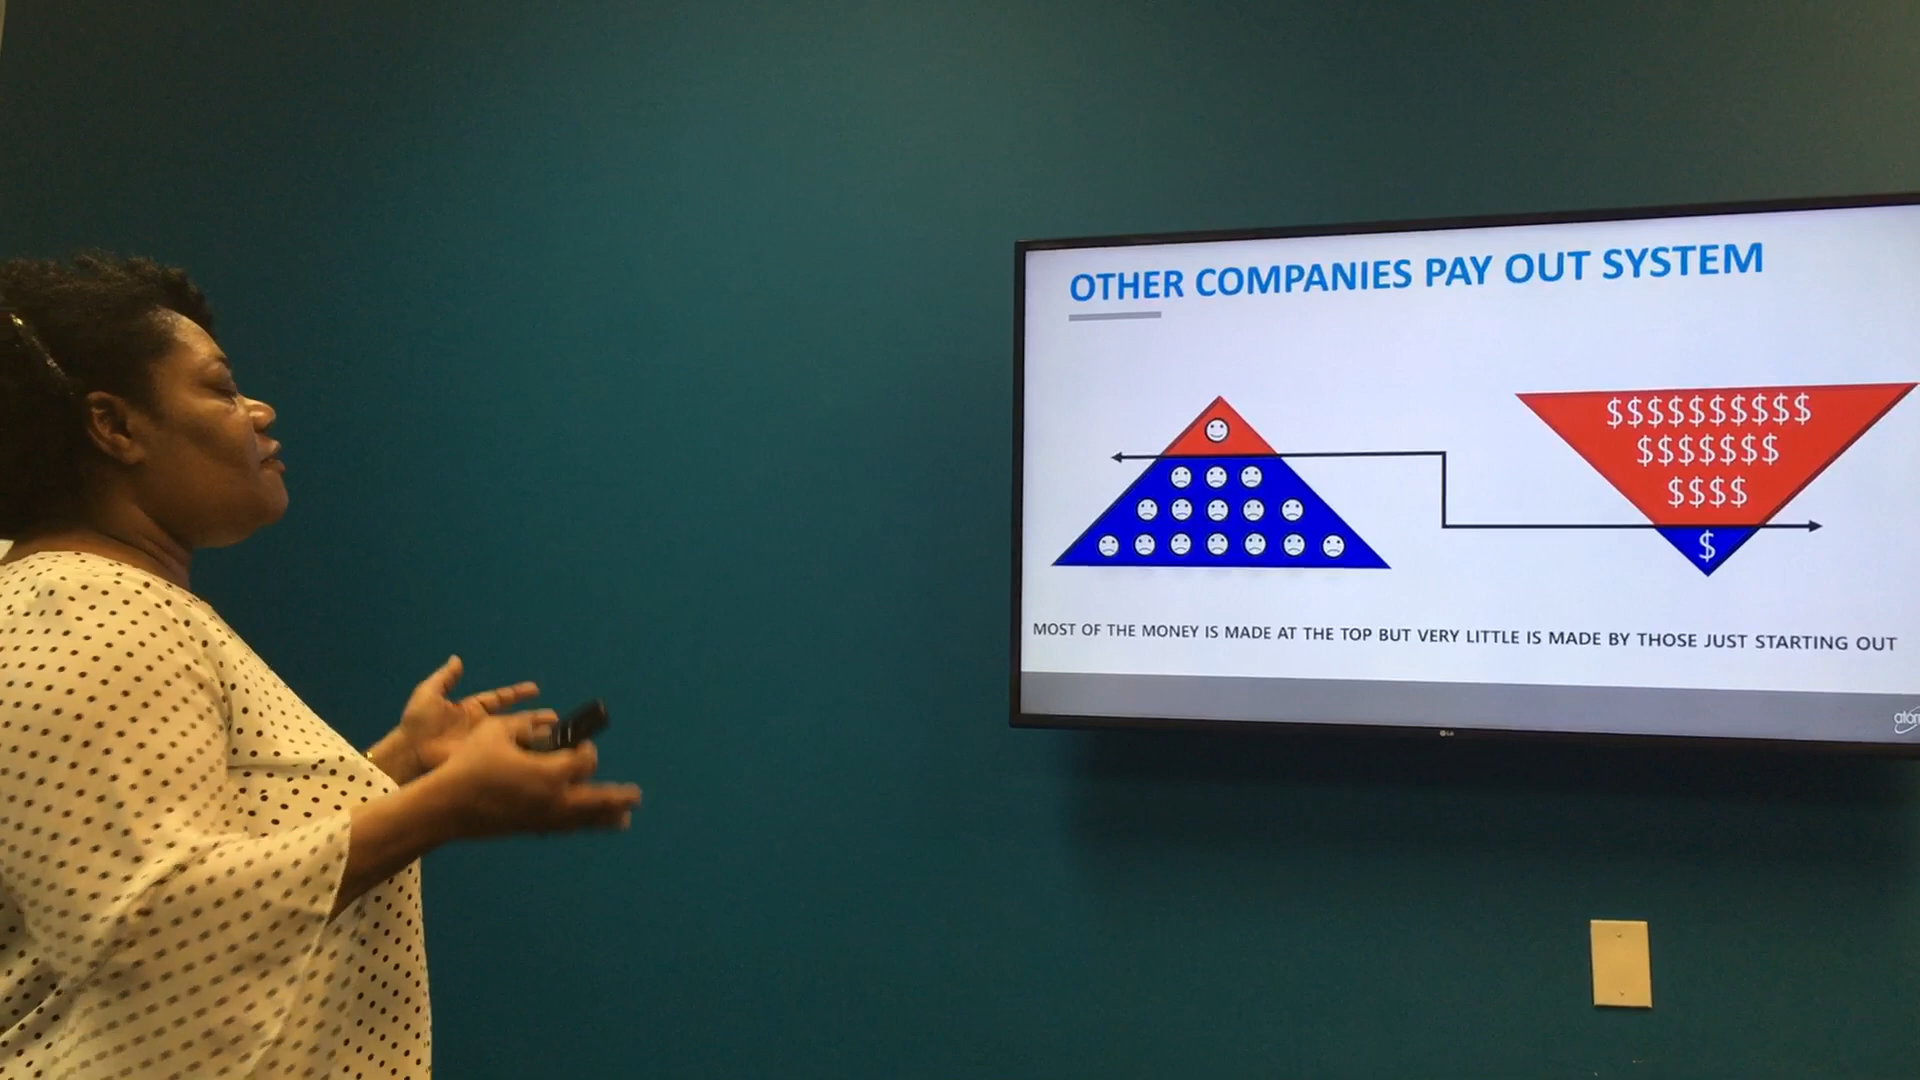 OTHER COMPANIES PAY OUT SYSTEM
$$$$$$$$$$
$$$$$$$
$$$$
$
MOST OF THE MONEY IS MADE AT THE TOP BUT VERY LITTLE IS MADE BY THOSE JUST STARTING OUT
LG